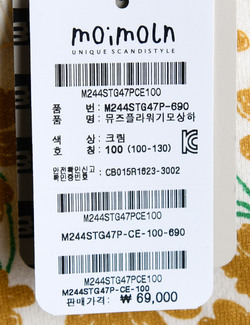 moimoln
UNIQUE SCANDISTYLE
M244STG47PCE100
품 번: M244STG47P-690
품 명: 뮤즈플라워기모상하
색 상: 크림
호 칭: 100 (100-130)
안전확인신고
확인증번호 : CB015R1623-3002
M244STG47PCE100
M244STG47P-CE-100-690
M244STG47PCE100
M244STG47P-CE-100
판매가격: ₩ 69,000